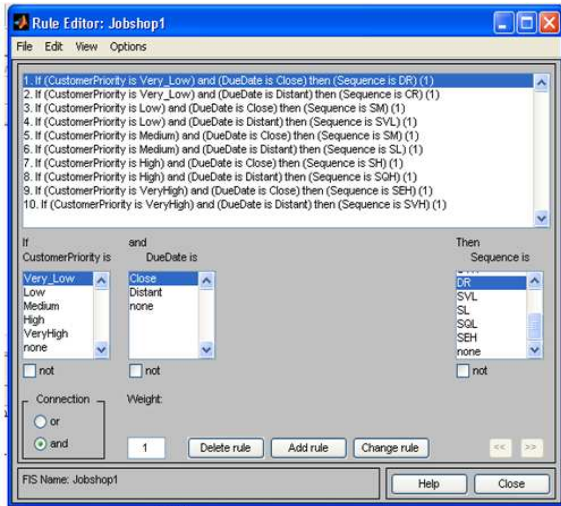 Rule Editor: Jobshop1
File Edit View Options
1. If (CustomerPriority is Very_Low) and (DueDate is Close) then (Sequence is DR) (1)
2. If (CustomerPriority is Very_Low) and (DueDate is Distant) then (Sequence is CR) (1)
3. If (CustomerPriority is Low) and (DueDate is Close) then (Sequence is SM) (1)
4. If (CustomerPriority is Low) and (DueDate is Distant) then (Sequence is SVL) (1)
5. If (CustomerPriority is Medium) and (DueDate is Close) then (Sequence is SM) (1)
6. If (CustomerPriority is Medium) and (DueDate is Distant) then (Sequence is SL) (1)
7. If (CustomerPriority is High) and (DueDate is Close) then (Sequence is SH) (1)
8. If (CustomerPriority is High) and (DueDate is Distant) then (Sequence is SQH) (1)
9. If (CustomerPriority is VeryHigh) and (DueDate is Close) then (Sequence is SEH) (1)
10. If (CustomerPriority is VeryHigh) and (DueDate is Distant) then (Sequence is SVH) (1)
If and Then
CustomerPriority is DueDate is Sequence is
Very_Low Close DR
Low Distant SVL
Medium none SL
High SQL
VeryHigh SEH
none none
not not not
Connection Weight:
or
and 1 Delete rule Add rule Change rule << >>
FIS Name: Jobshop1 Help Close